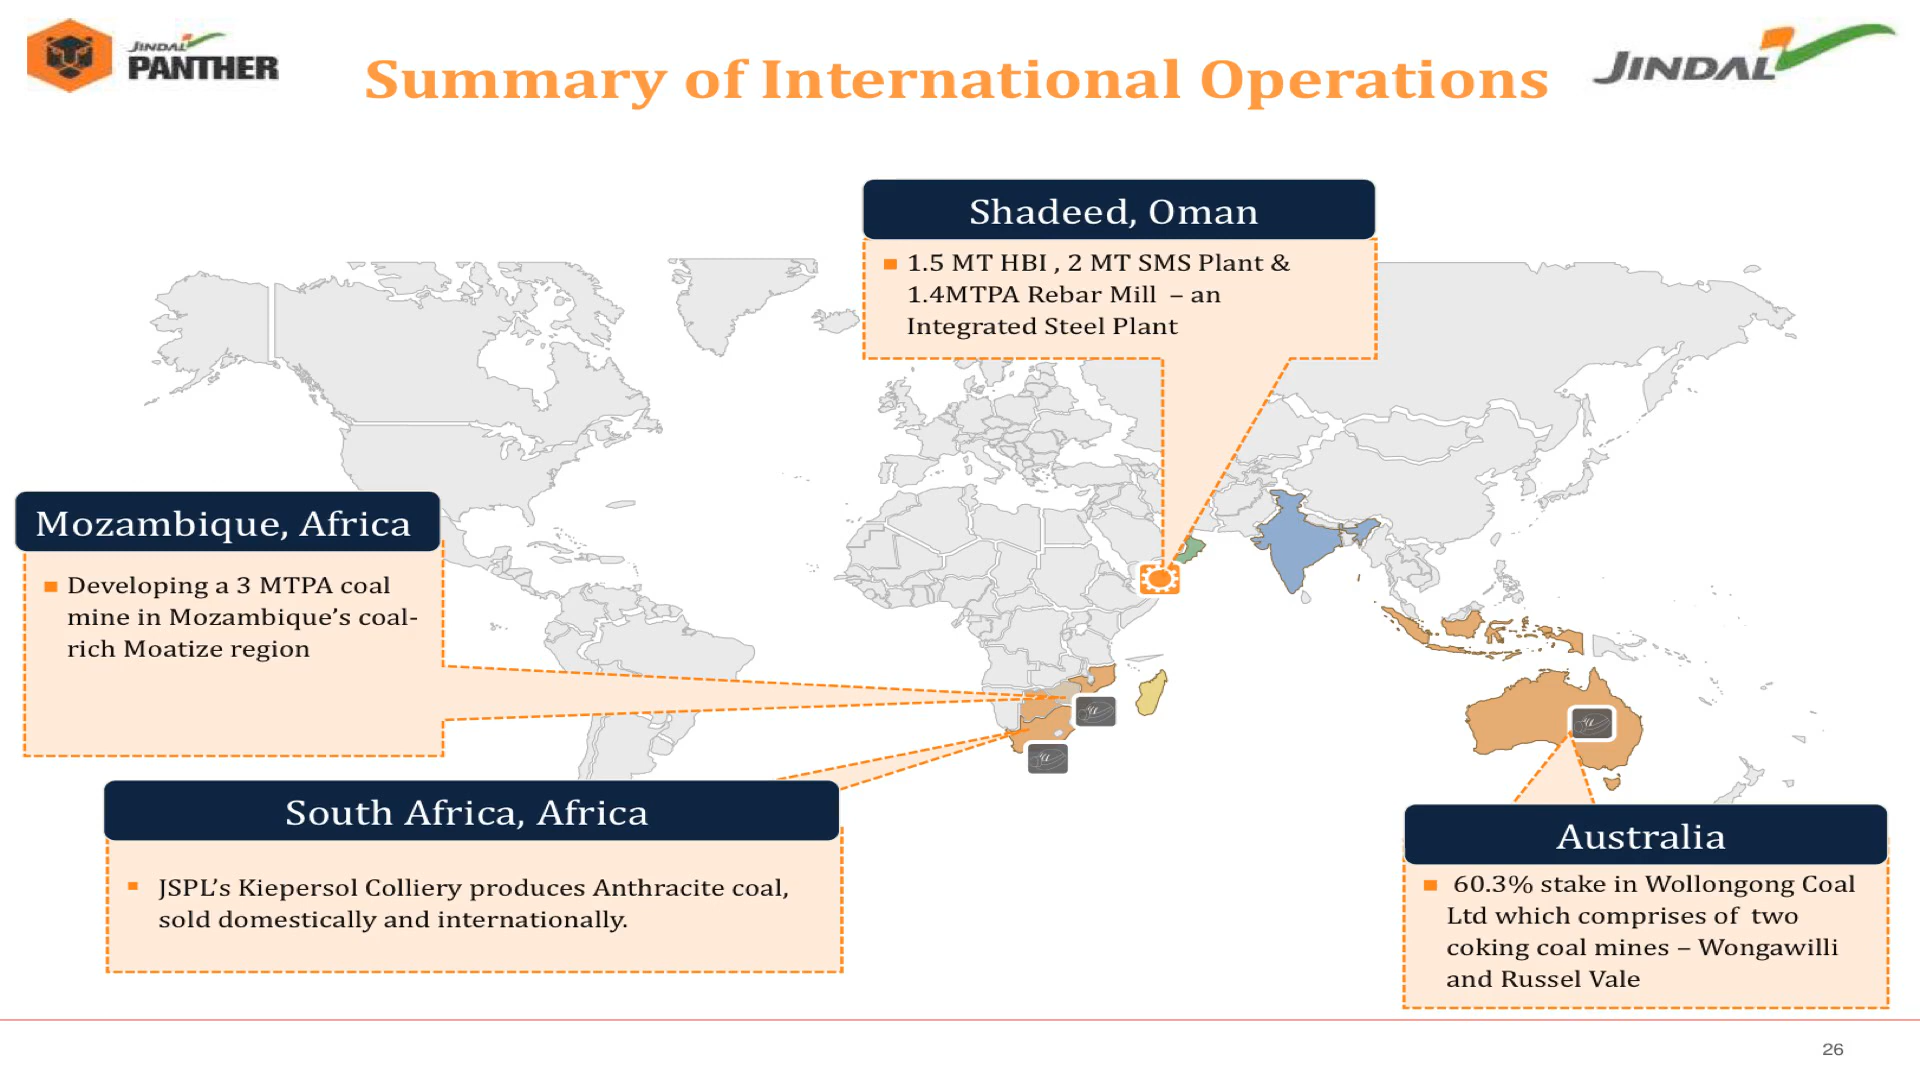 JINDAL
PANTHER
Summary of International Operations
JINDAL
Shadeed, Oman
▪ 1.5 MT HBI , 2 MT SMS Plant &
1.4MTPA Rebar Mill – an
Integrated Steel Plant
Mozambique, Africa
▪ Developing a 3 MTPA coal
mine in Mozambique’s coal-
rich Moatize region
South Africa, Africa
▪ JSPL’s Kiepersol Colliery produces Anthracite coal,
sold domestically and internationally.
Australia
▪ 60.3% stake in Wollongong Coal
Ltd which comprises of two
coking coal mines – Wongawilli
and Russel Vale
26